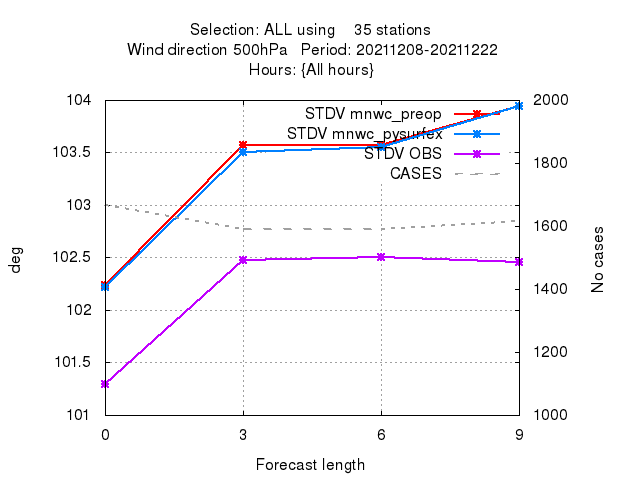 Selection: ALL using    35 stations
Wind direction 500hPa   Period: 20211208-20211222
Hours: {All hours}
104
103.5
103
102.5
102
101.5
101
2000
1800
1600
1400
1200
1000
STDV mnwc_preop
STDV mnwc_pysurfex
STDV OBS
CASES
deg
No cases
0 3 6 9
Forecast length